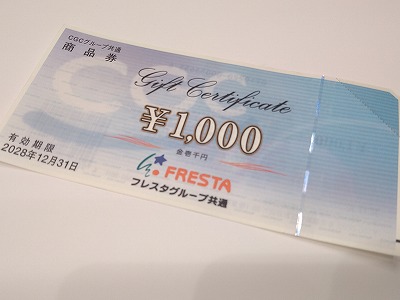 CGCグループ共通
商品券
CGC
Gift Certificate
¥1,000
金壱千円
FRESTA
フレスタグループ共通
有効期限
2028年12月31日